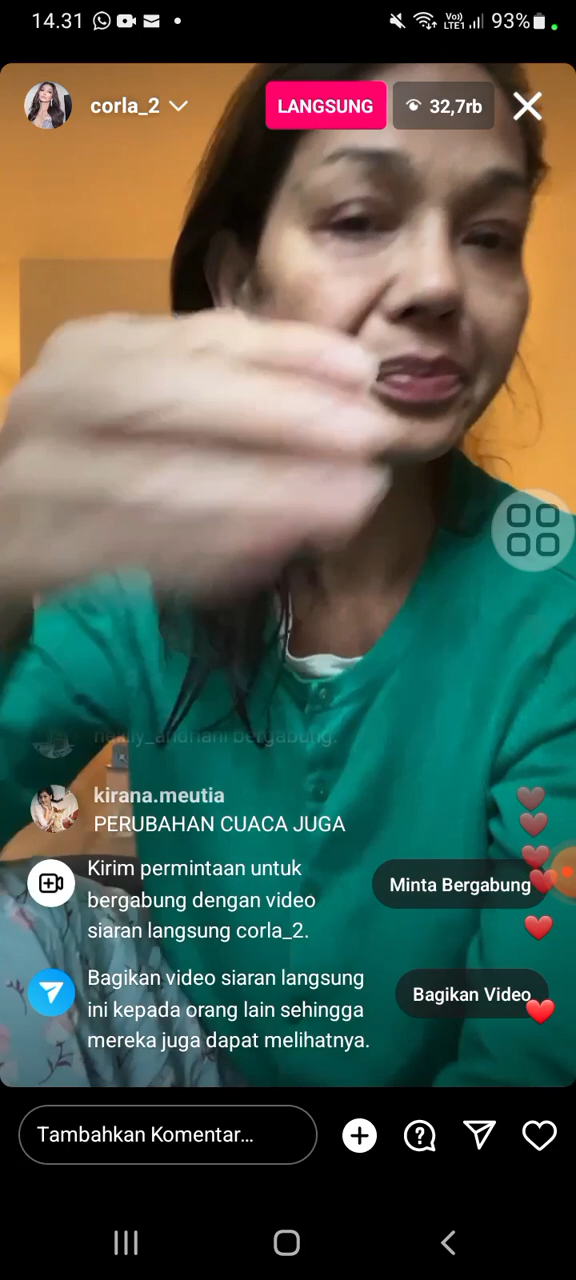 14.31
Vo)) LTE1 93%
corla_2
LANGSUNG
32,7rb
nelly_andriani bergabung.
kirana.meutia
PERUBAHAN CUACA JUGA
Kirim permintaan untuk
bergabung dengan video
siaran langsung corla_2.
Minta Bergabung
Bagikan video siaran langsung
ini kepada orang lain sehingga
mereka juga dapat melihatnya.
Bagikan Video
Tambahkan Komentar...